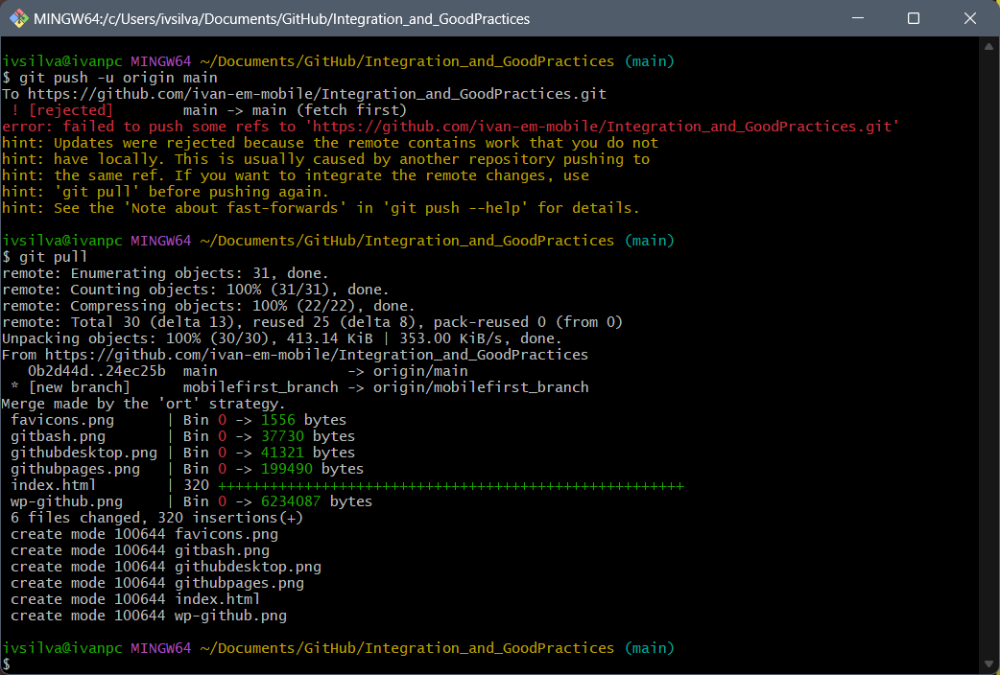 MINGW64:/c/Users/ivsilva/Documents/GitHub/Integration_and_GoodPractices
ivsilva@ivanpc MINGW64 ~/Documents/GitHub/Integration_and_GoodPractices (main)
$ git push -u origin main
To https://github.com/ivan-em-mobile/Integration_and_GoodPractices.git
 ! [rejected]        main -> main (fetch first)
error: failed to push some refs to 'https://github.com/ivan-em-mobile/Integration_and_GoodPractices.git'
hint: Updates were rejected because the remote contains work that you do not
hint: have locally. This is usually caused by another repository pushing to
hint: the same ref. If you want to integrate the remote changes, use
hint: 'git pull' before pushing again.
hint: See the 'Note about fast-forwards' in 'git push --help' for details.
ivsilva@ivanpc MINGW64 ~/Documents/GitHub/Integration_and_GoodPractices (main)
$ git pull
remote: Enumerating objects: 31, done.
remote: Counting objects: 100% (31/31), done.
remote: Compressing objects: 100% (22/22), done.
remote: Total 30 (delta 13), reused 25 (delta 8), pack-reused 0 (from 0)
Unpacking objects: 100% (30/30), 413.14 KiB | 353.00 KiB/s, done.
From https://github.com/ivan-em-mobile/Integration_and_GoodPractices
   0b2d44d..24ec25b  main               -> origin/main
 * [new branch]      mobilefirst_branch -> origin/mobilefirst_branch
Merge made by the 'ort' strategy.
 favicons.png      | Bin 0 -> 1556 bytes
 gitbash.png       | Bin 0 -> 37730 bytes
 githubdesktop.png | Bin 0 -> 41321 bytes
 githubpages.png   | Bin 0 -> 199490 bytes
 index.html        | 320 ++++++++++++++++++++++++++++++++++++++++++++++++++++++
 wp-github.png     | Bin 0 -> 6234087 bytes
 6 files changed, 320 insertions(+)
 create mode 100644 favicons.png
 create mode 100644 gitbash.png
 create mode 100644 githubdesktop.png
 create mode 100644 githubpages.png
 create mode 100644 index.html
 create mode 100644 wp-github.png
ivsilva@ivanpc MINGW64 ~/Documents/GitHub/Integration_and_GoodPractices (main)
$